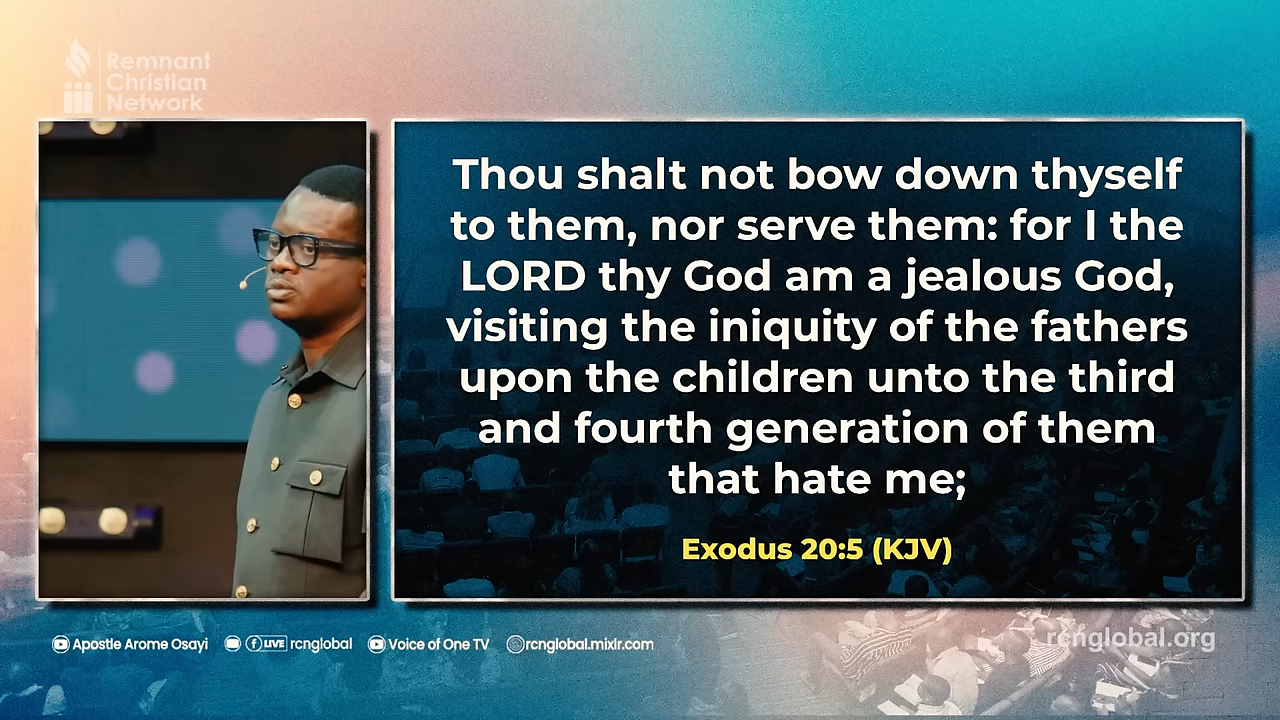 Remnant
Christian
Network
Thou shalt not bow down thyself
to them, nor serve them: for I the
LORD thy God am a jealous God,
visiting the iniquity of the fathers
upon the children unto the third
and fourth generation of them
that hate me;
Exodus 20:5 (KJV)
Apostle Arome Osayi LIVE rcnglobal Voice of One TV rcnglobal.mixlr.com
rcnglobal.org